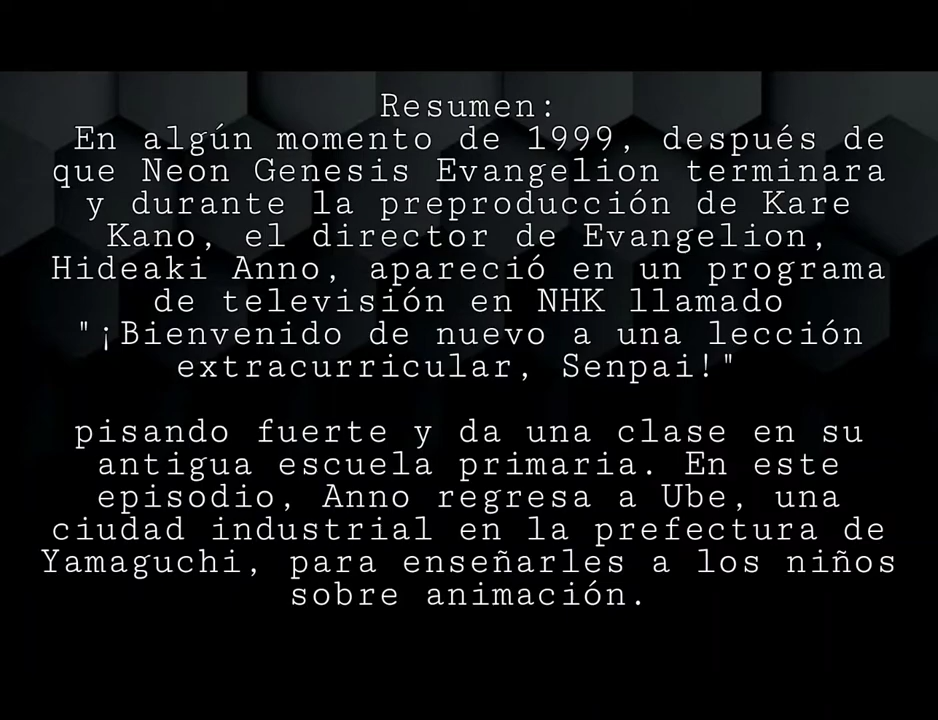 Resumen:
En algún momento de 1999, después de
que Neon Genesis Evangelion terminara
y durante la preproducción de Kare
Kano, el director de Evangelion,
Hideaki Anno, apareció en un programa
de televisión en NHK llamado
"¡Bienvenido de nuevo a una lección
extracurricular, Senpai!"
pisando fuerte y da una clase en su
antigua escuela primaria. En este
episodio, Anno regresa a Ube, una
ciudad industrial en la prefectura de
Yamaguchi, para enseñarles a los niños
sobre animación.